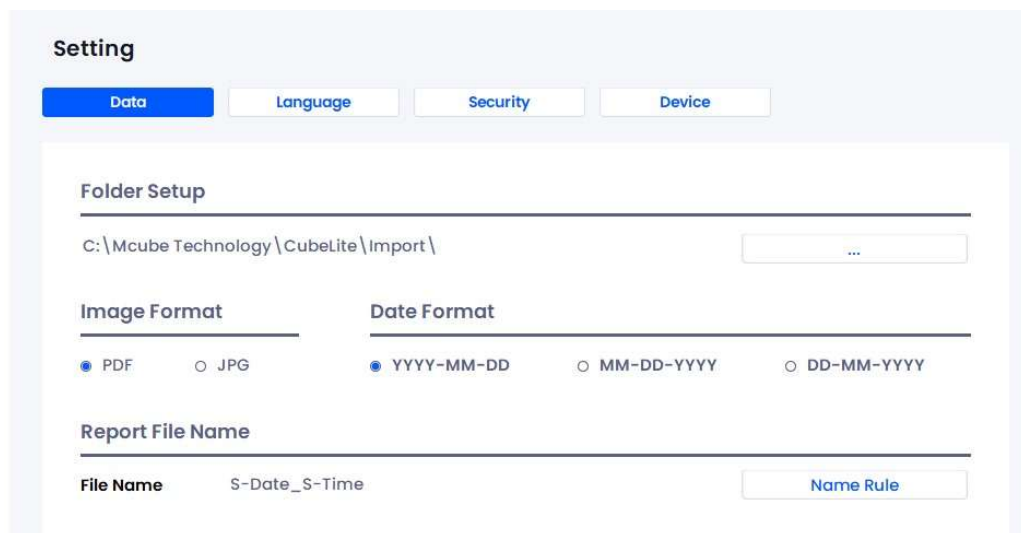 Setting
Data Language Security Device
Folder Setup
C:\Mcube Technology\CubeLite\Import\ ...
Image Format Date Format
PDF JPG YYYY-MM-DD MM-DD-YYYY DD-MM-YYYY
Report File Name
File Name S-Date_S-Time Name Rule